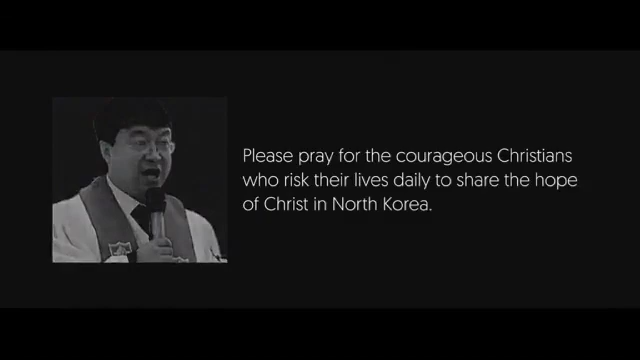 Please pray for the courageous Christians
who risk their lives daily to share the hope
of Christ in North Korea.